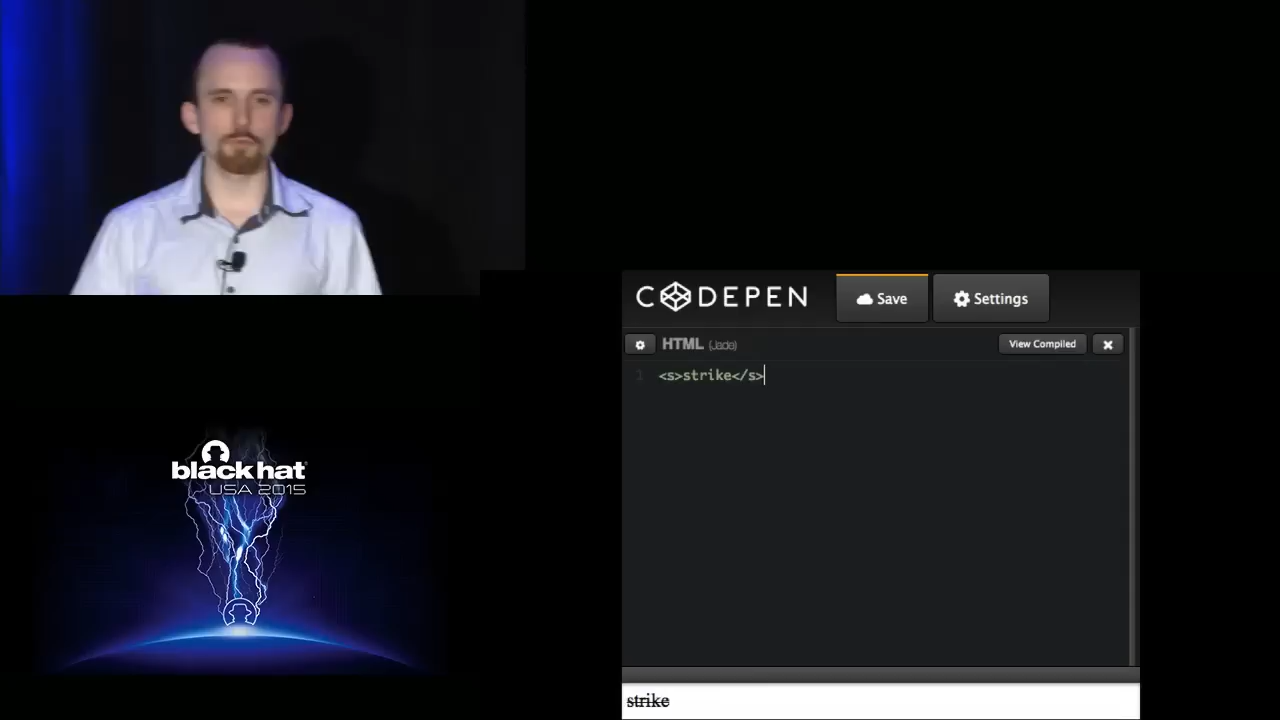 CODEPEN
Save
Settings
HTML (Jade)
View Compiled
1 <s>strike</s>
black hat
USA 2015
strike